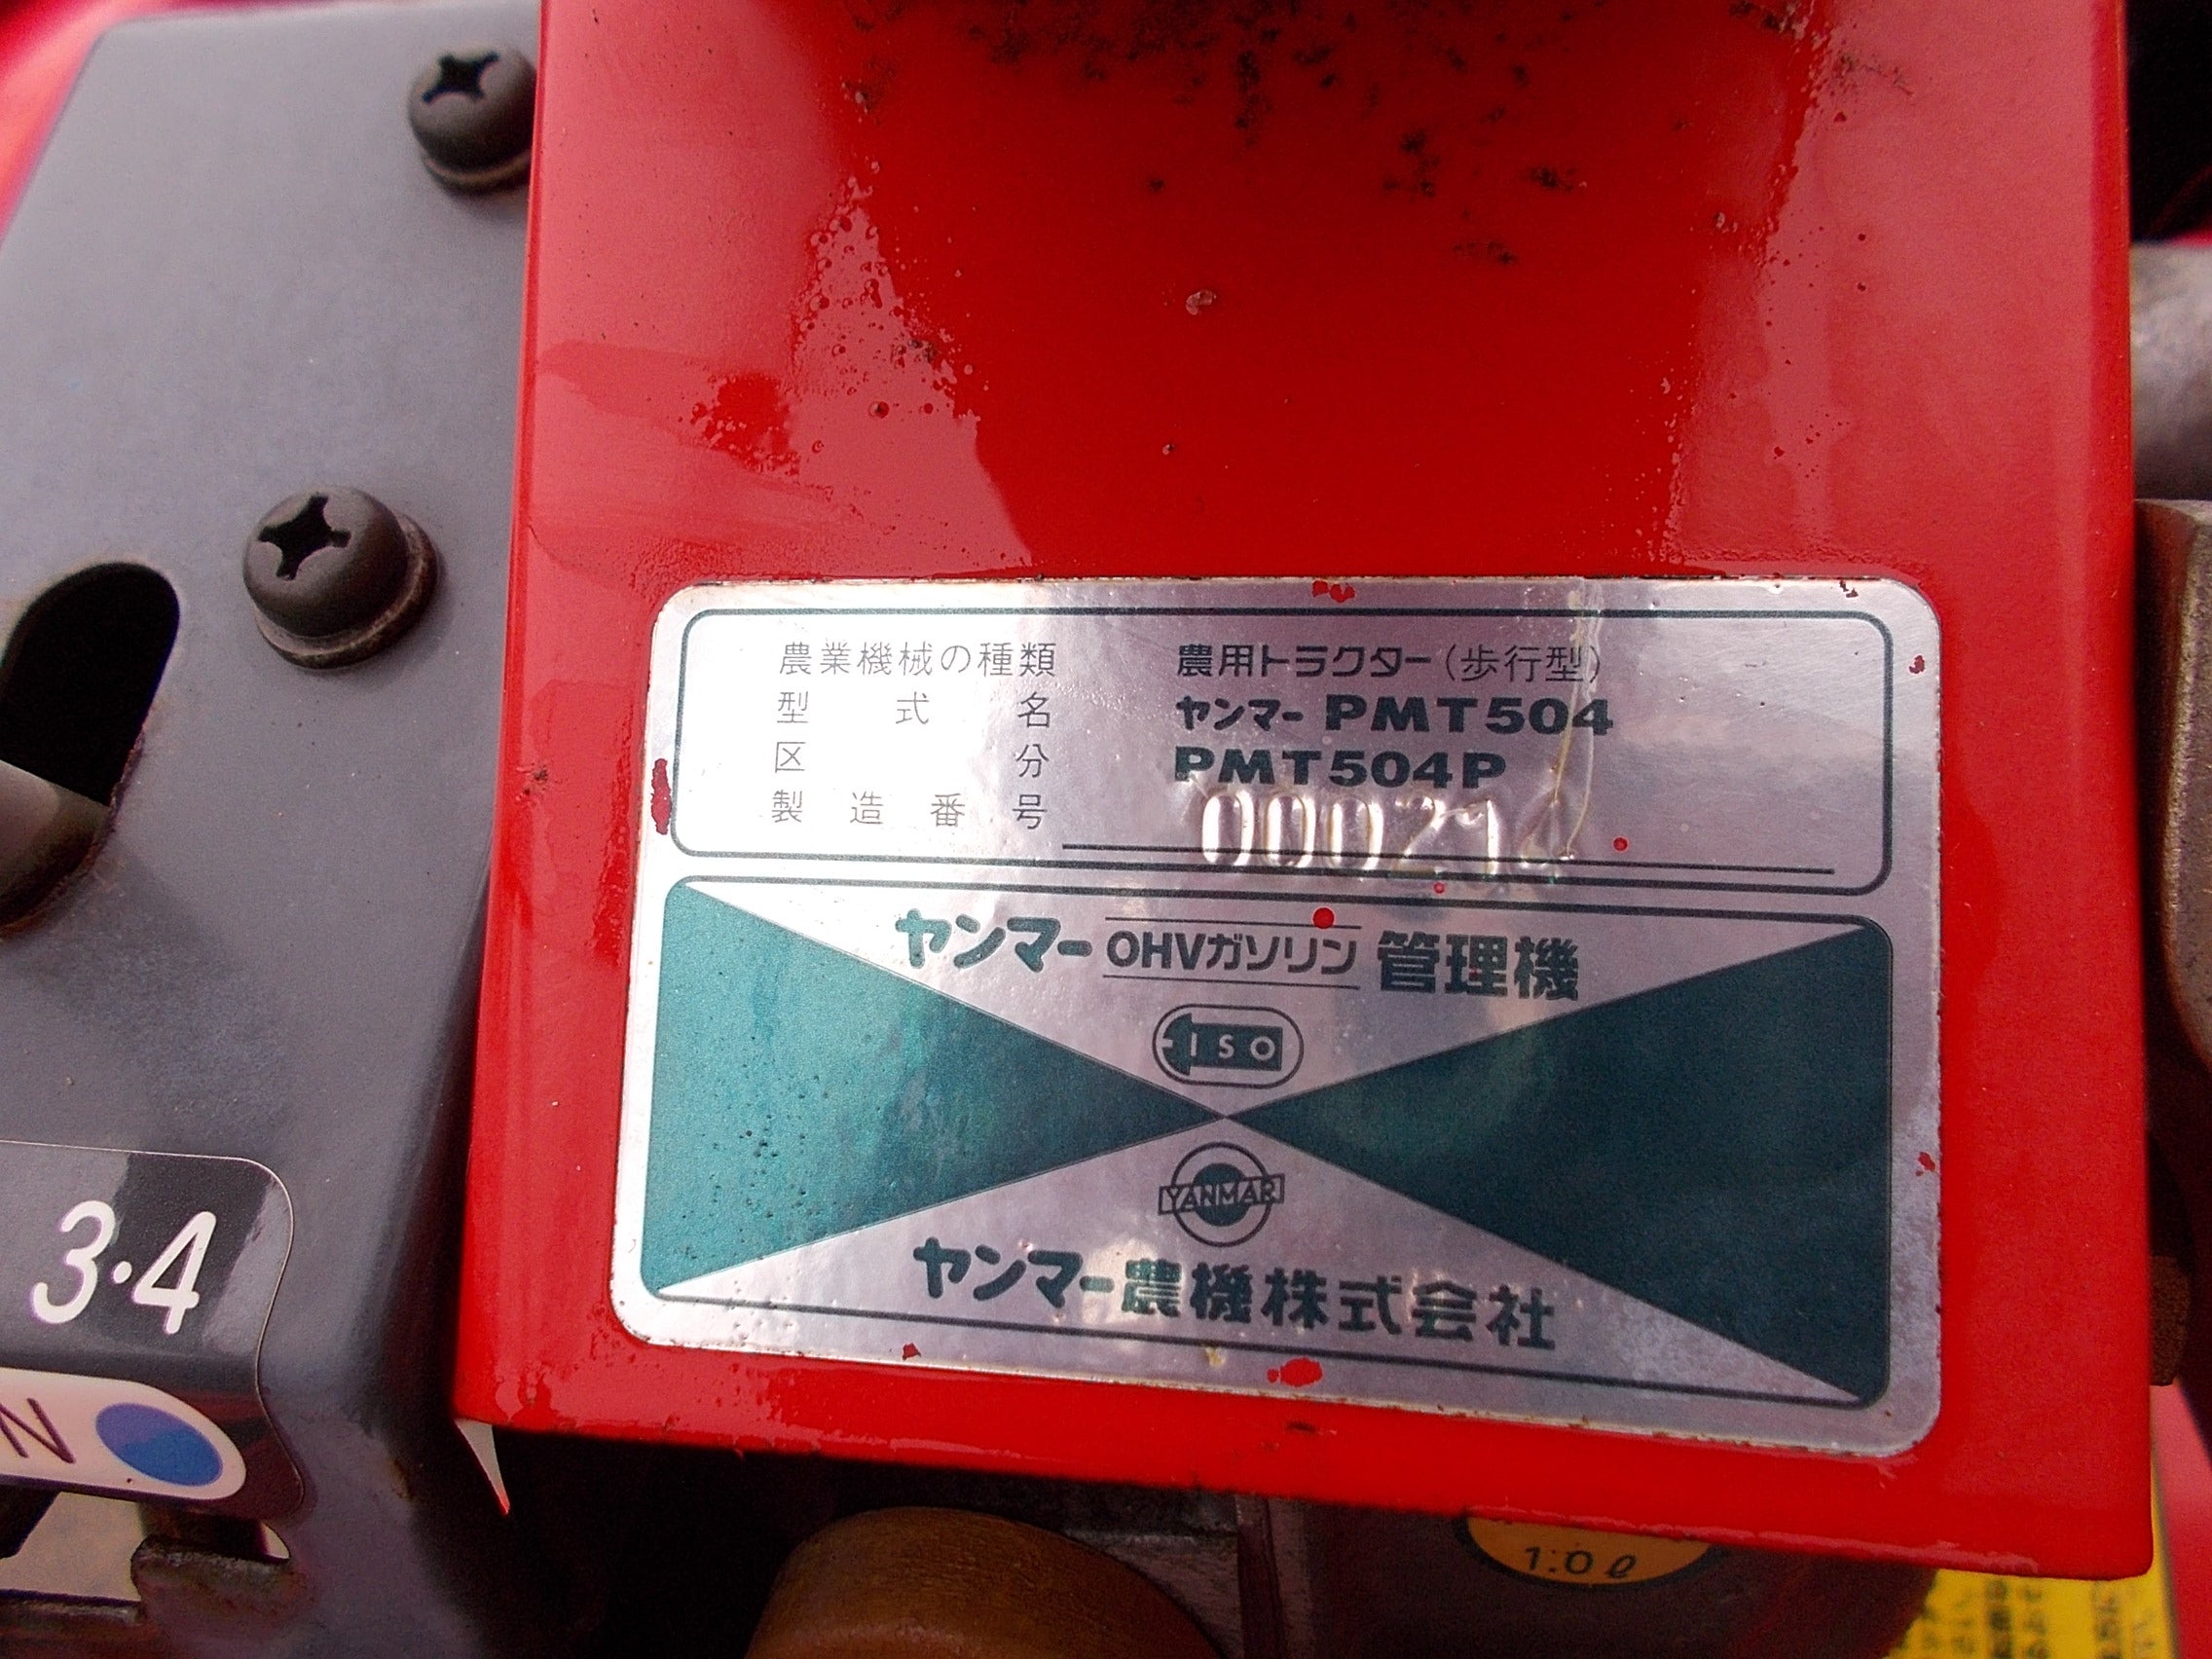 農業機械の種類 農用トラクター(歩行型)
型式名 ヤンマー PMT504
区分 PMT504P
製造番号 000214
ヤンマー OHVガソリン 管理機
ISO
YANMAR
ヤンマー農機株式会社
3・4
N
1.0ℓ